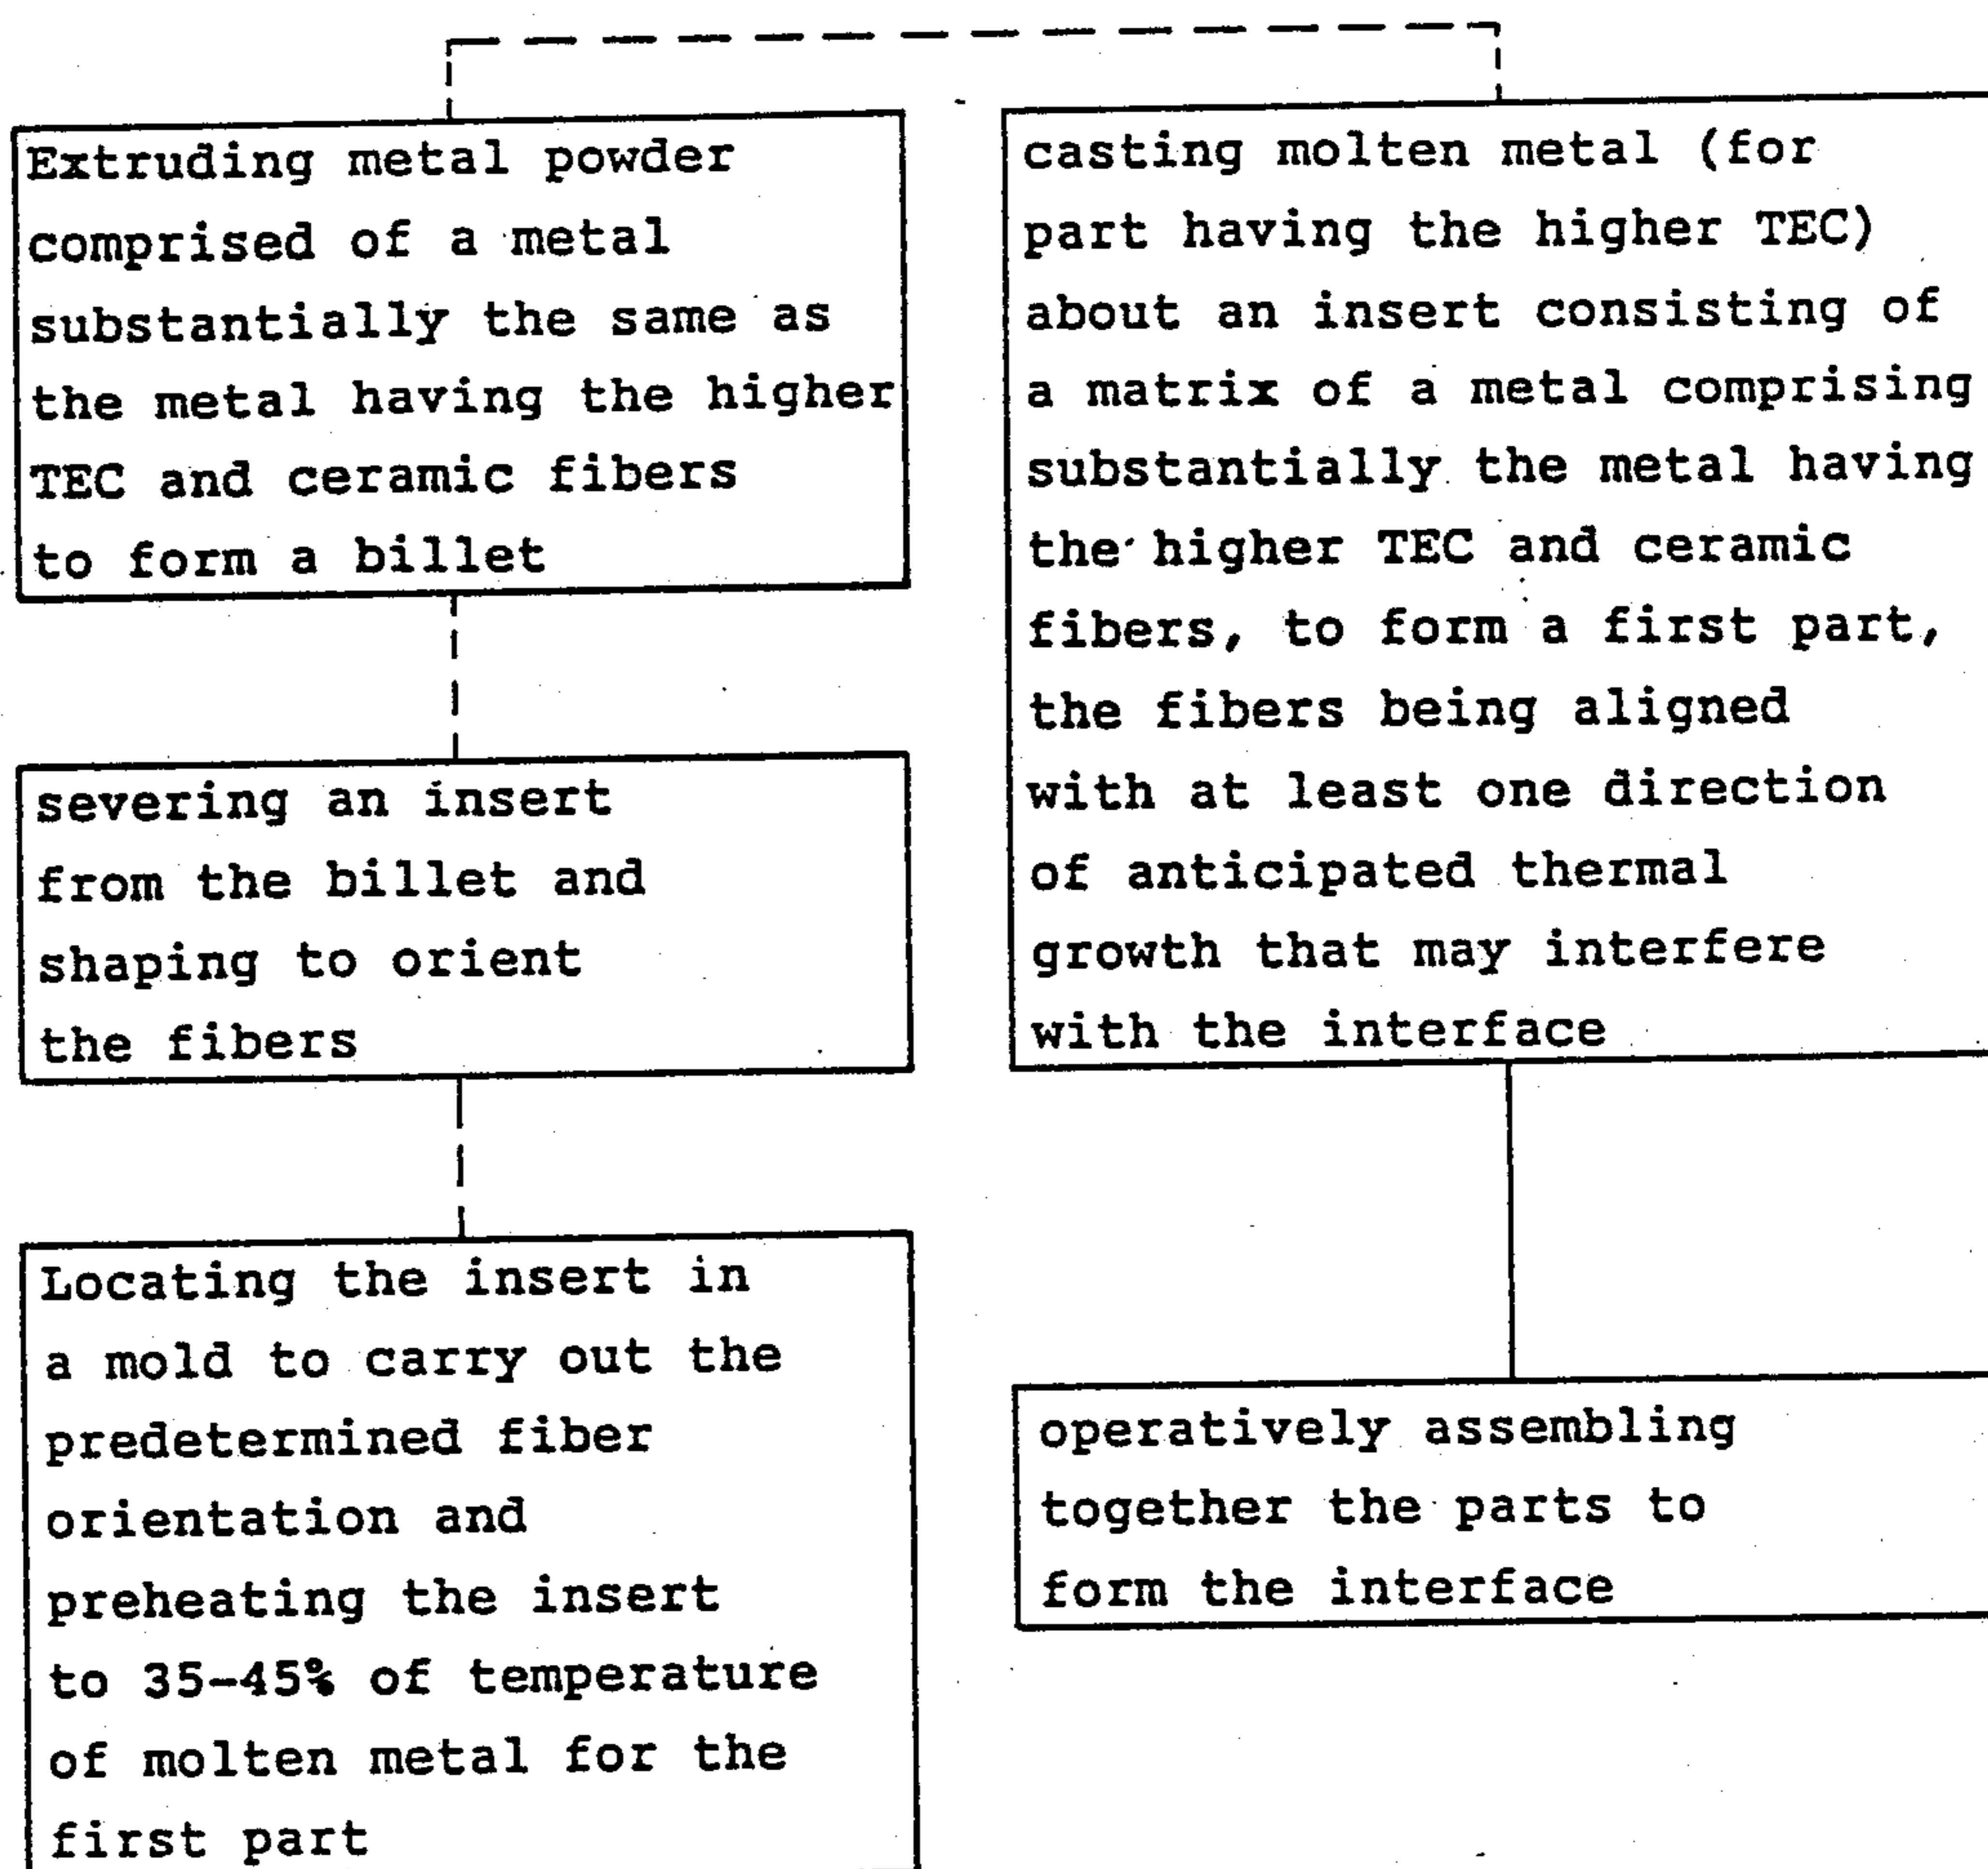 Extruding metal powder
comprised of a metal
substantially the same as
the metal having the higher
TEC and ceramic fibers
to form a billet
severing an insert
from the billet and
shaping to orient
the fibers
Locating the insert in
a mold to carry out the
predetermined fiber
orientation and
preheating the insert
to 35-45% of temperature
of molten metal for the
first part
casting molten metal (for
part having the higher TEC)
about an insert consisting of
a matrix of a metal comprising
substantially the metal having
the higher TEC and ceramic
fibers, to form a first part,
the fibers being aligned
with at least one direction
of anticipated thermal
growth that may interfere
with the interface
operatively assembling
together the parts to
form the interface